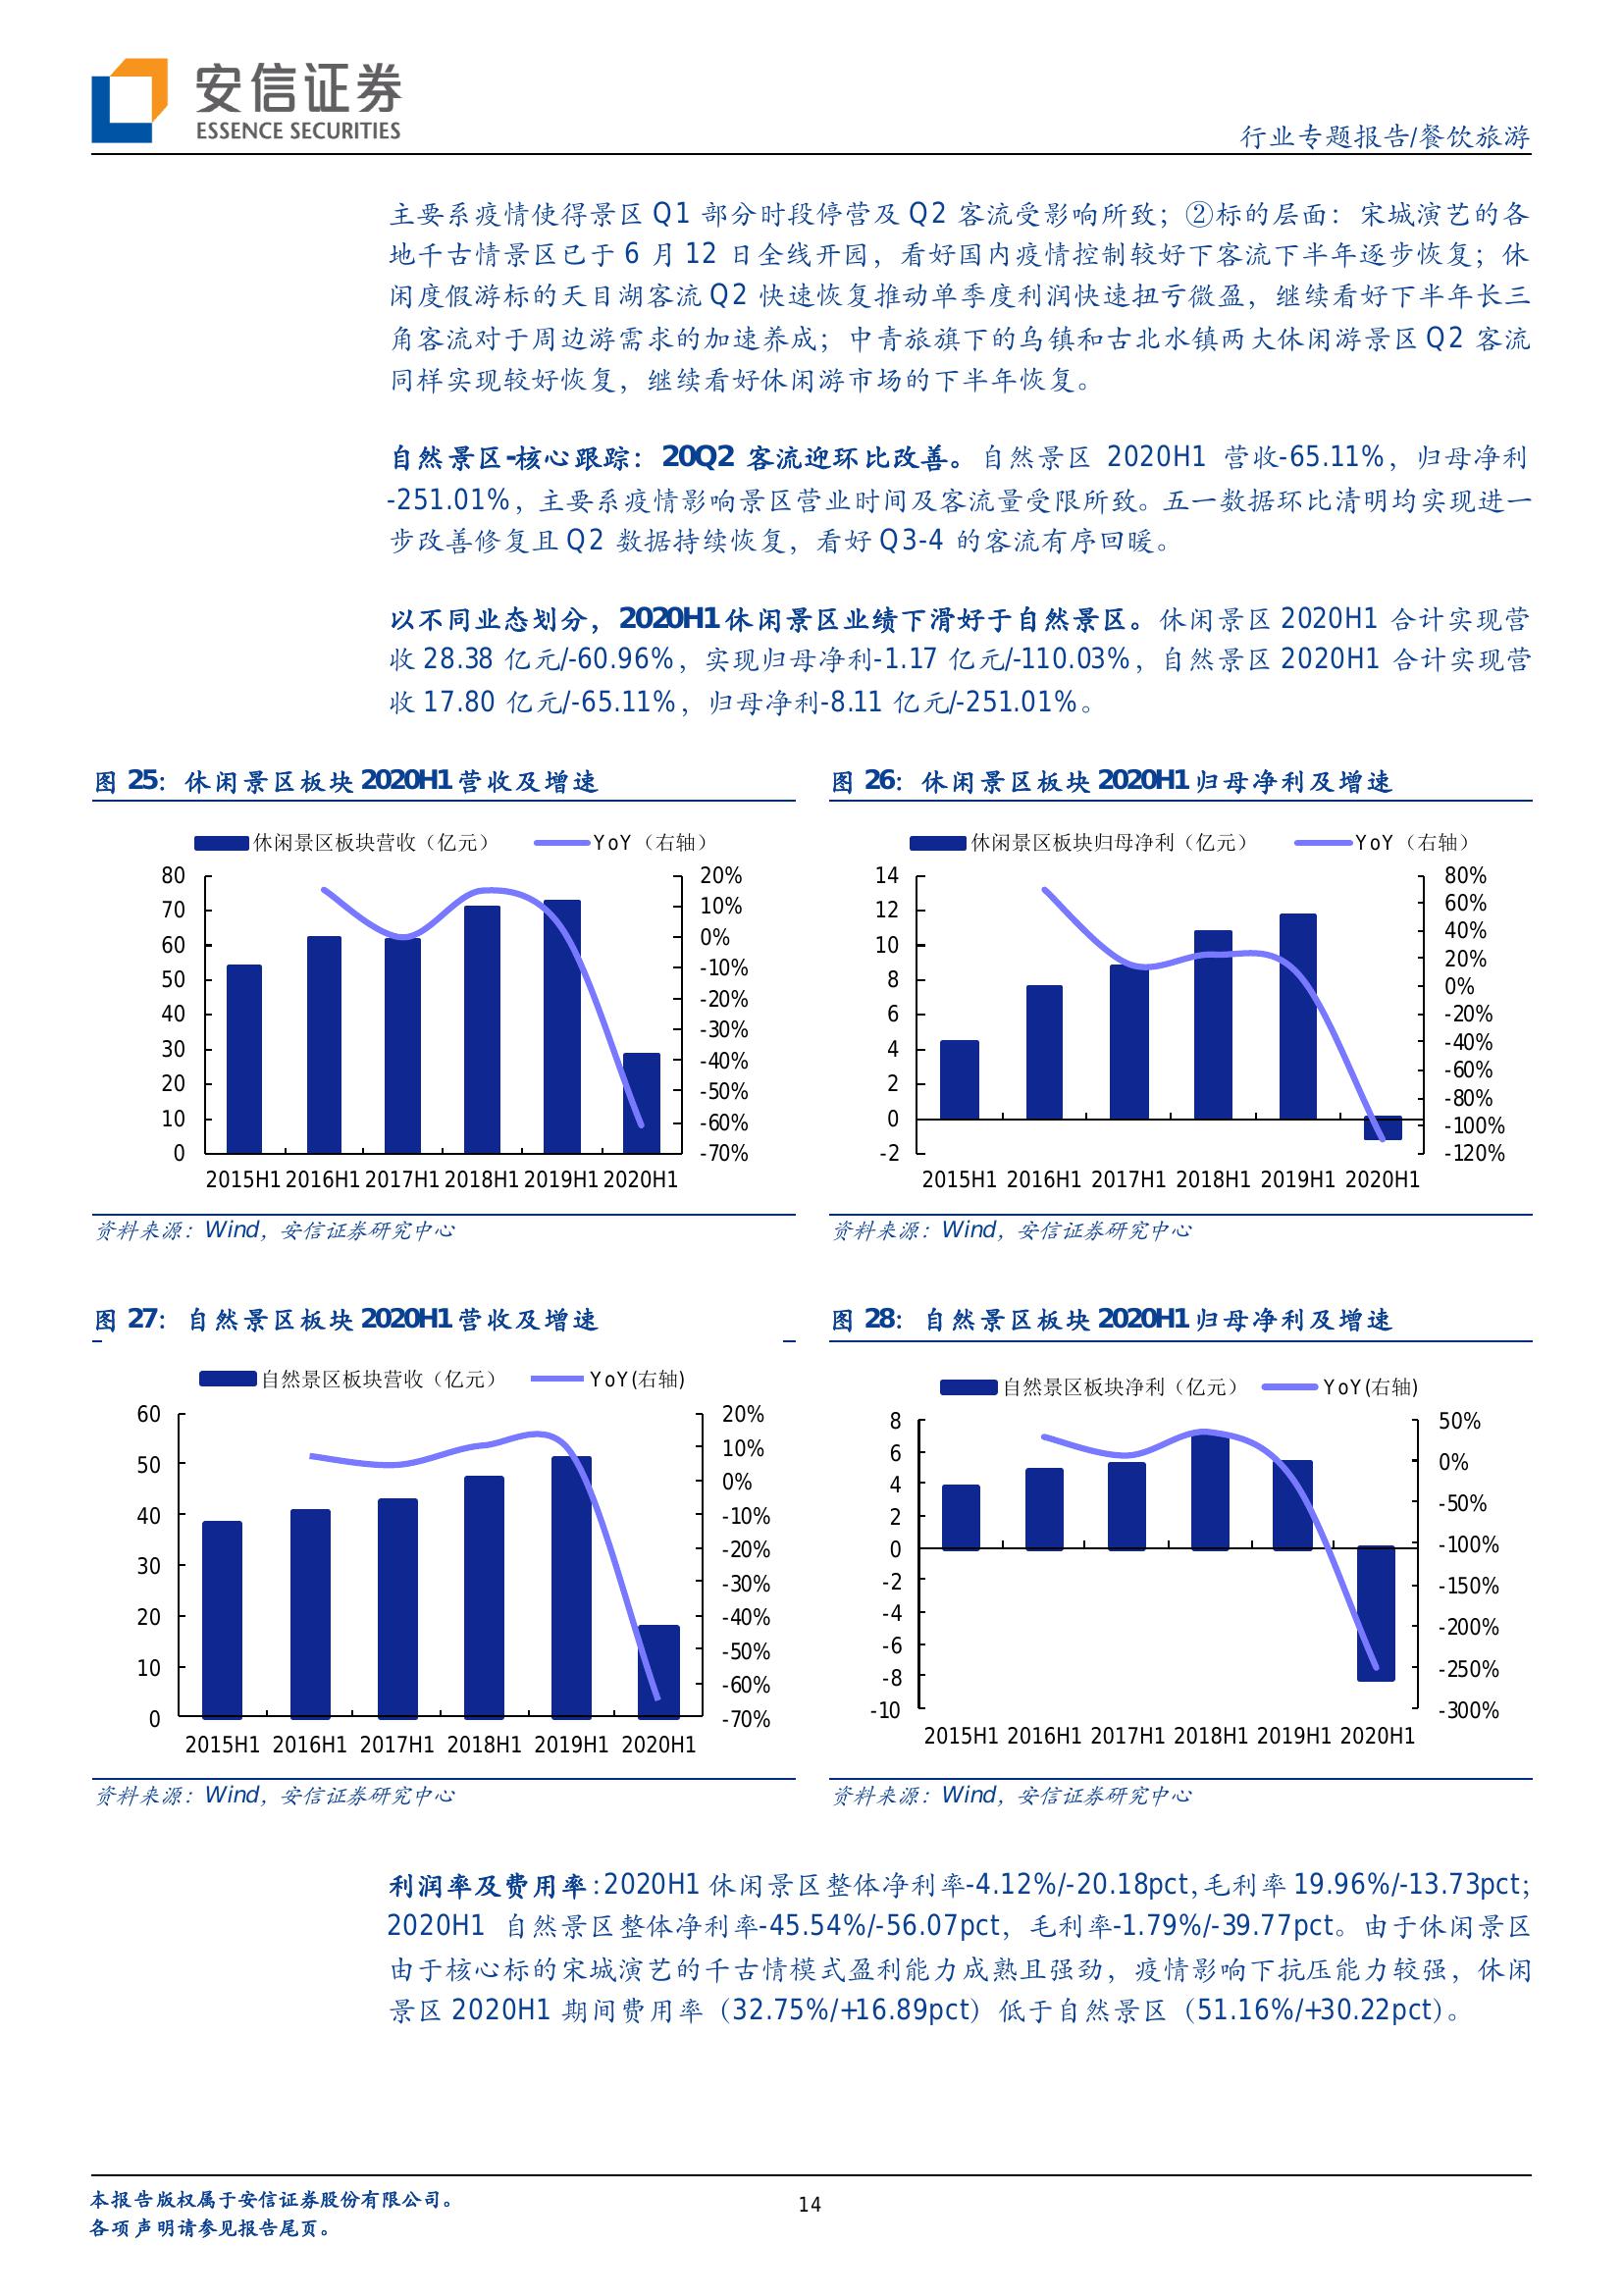 安信证券
ESSENCE SECURITIES
行业专题报告/餐饮旅游
主要系疫情使得景区 Q1 部分时段停营及 Q2 客流受影响所致；②标的层面：宋城演艺的各
地千古情景区已于 6 月 12 日全线开园，看好国内疫情控制较好下客流下半年逐步恢复；休
闲度假游标的天目湖客流 Q2 快速恢复推动单季度利润快速扭亏微盈，继续看好下半年长三
角客流对于周边游需求的加速养成；中青旅旗下的乌镇和古北水镇两大休闲游景区 Q2 客流
同样实现较好恢复，继续看好休闲游市场的下半年恢复。
自然景区-核心跟踪：20Q2 客流迎环比改善。自然景区 2020H1 营收-65.11%，归母净利
-251.01%，主要系疫情影响景区营业时间及客流量受限所致。五一数据环比清明均实现进一
步改善修复且 Q2 数据持续恢复，看好 Q3-4 的客流有序回暖。
以不同业态划分，2020H1 休闲景区业绩下滑好于自然景区。休闲景区 2020H1 合计实现营
收 28.38 亿元/-60.96%，实现归母净利-1.17 亿元/-110.03%，自然景区 2020H1 合计实现营
收 17.80 亿元/-65.11%，归母净利-8.11 亿元/-251.01%。
图 25：休闲景区板块 2020H1 营收及增速
休闲景区板块营收（亿元） YoY（右轴）
80
70
60
50
40
30
20
10
0
20%
10%
0%
-10%
-20%
-30%
-40%
-50%
-60%
-70%
2015H1 2016H1 2017H1 2018H1 2019H1 2020H1
资料来源：Wind，安信证券研究中心
图 26：休闲景区板块 2020H1 归母净利及增速
休闲景区板块归母净利（亿元） YoY（右轴）
14
12
10
8
6
4
2
0
-2
80%
60%
40%
20%
0%
-20%
-40%
-60%
-80%
-100%
-120%
2015H1 2016H1 2017H1 2018H1 2019H1 2020H1
资料来源：Wind，安信证券研究中心
图 27：自然景区板块 2020H1 营收及增速
自然景区板块营收（亿元） YoY(右轴)
60
50
40
30
20
10
0
20%
10%
0%
-10%
-20%
-30%
-40%
-50%
-60%
-70%
2015H1 2016H1 2017H1 2018H1 2019H1 2020H1
资料来源：Wind，安信证券研究中心
图 28：自然景区板块 2020H1 归母净利及增速
自然景区板块净利（亿元） YoY(右轴)
8
6
4
2
0
-2
-4
-6
-8
-10
50%
0%
-50%
-100%
-150%
-200%
-250%
-300%
2015H1 2016H1 2017H1 2018H1 2019H1 2020H1
资料来源：Wind，安信证券研究中心
利润率及费用率:2020H1 休闲景区整体净利率-4.12%/-20.18pct,毛利率 19.96%/-13.73pct;
2020H1 自然景区整体净利率-45.54%/-56.07pct，毛利率-1.79%/-39.77pct。由于休闲景区
由于核心标的宋城演艺的千古情模式盈利能力成熟且强劲，疫情影响下抗压能力较强，休闲
景区 2020H1 期间费用率（32.75%/+16.89pct）低于自然景区（51.16%/+30.22pct)。
本报告版权属于安信证券股份有限公司。
各项声明请参见报告尾页。
14